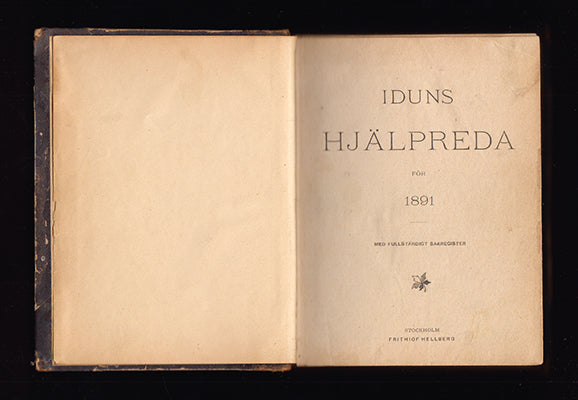 IDUNS
HJÄLPREDA
FÖR
1891
MED FULLSTÄNDIGT SAKREGISTER
STOCKHOLM
FRITHIOF HELLBERG